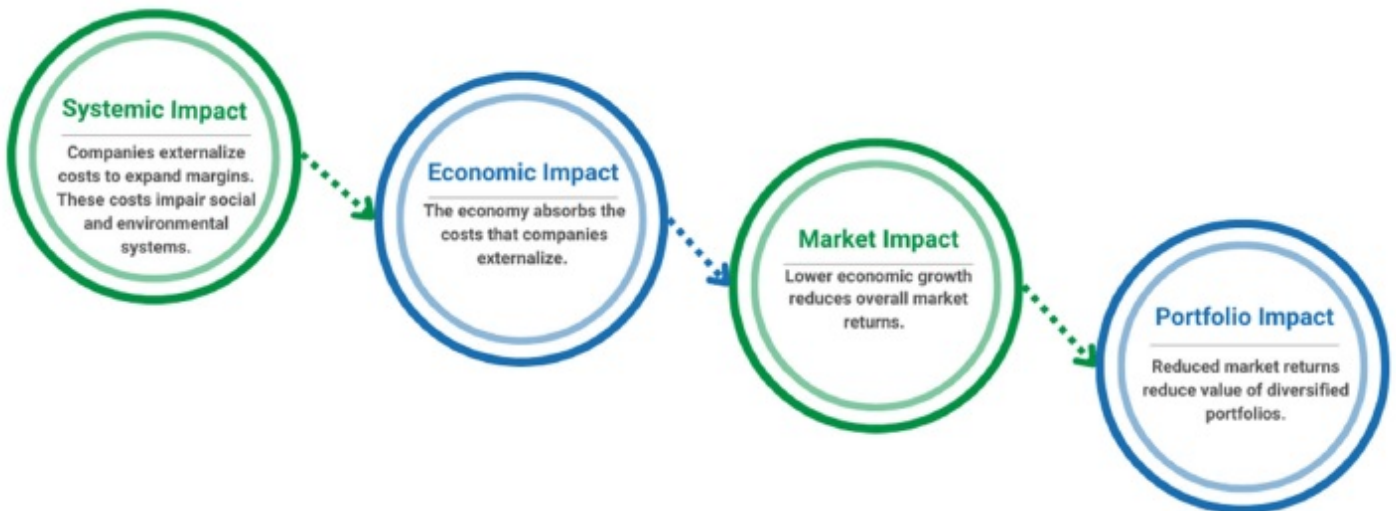 Systemic Impact
Companies externalize
costs to expand margins.
These costs impair social
and environmental
systems.
Economic Impact
The economy absorbs the
costs that companies
externalize.
Market Impact
Lower economic growth
reduces overall market
returns.
Portfolio Impact
Reduced market returns
reduce value of diversified
portfolios.